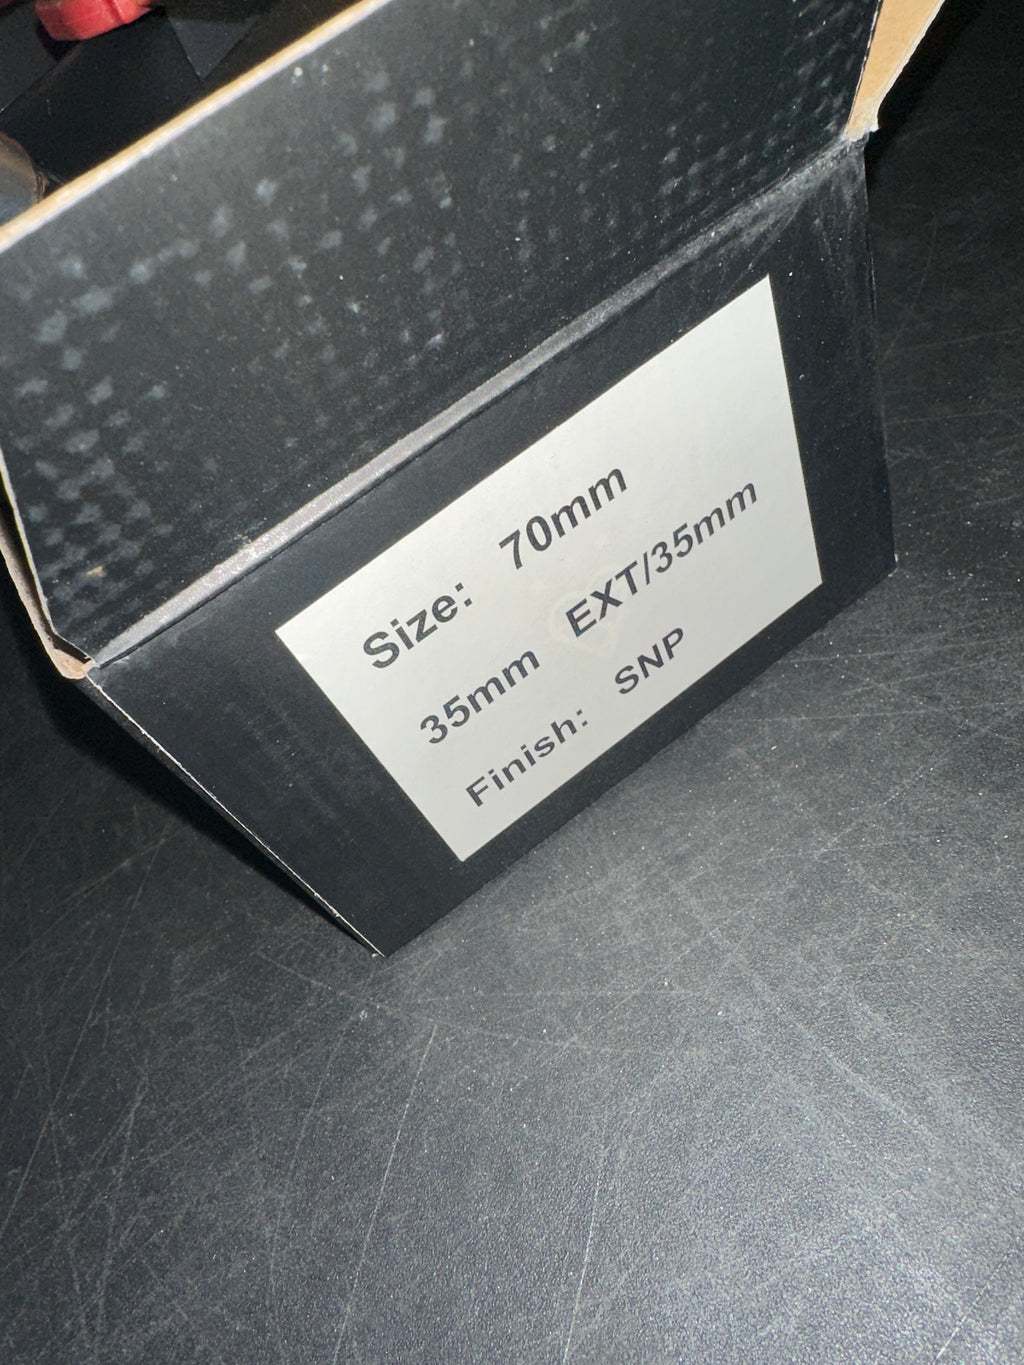 Size: 70mm
35mm EXT/35mm
Finish: SNP